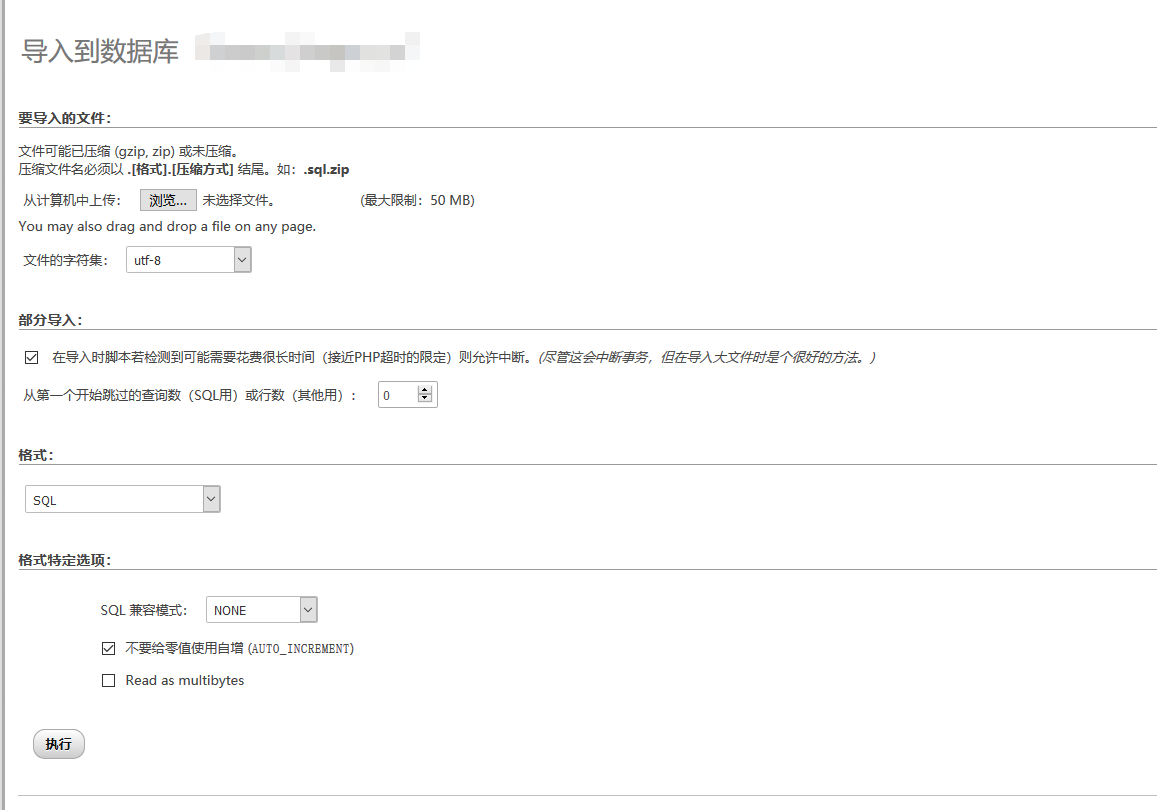 导入到数据库
要导入的文件：
文件可能已压缩 (gzip, zip) 或未压缩。
压缩文件名必须以 .[格式].[压缩方式] 结尾。如：.sql.zip
从计算机中上传： 浏览... 未选择文件。 (最大限制：50 MB)
You may also drag and drop a file on any page.
文件的字符集： utf-8
部分导入：
在导入时脚本若检测到可能需要花费很长时间（接近PHP超时的限定）则允许中断。(尽管这会中断事务，但在导入大文件时是个很好的方法。)
从第一个开始跳过的查询数（SQL用）或行数（其他用）： 0
格式：
SQL
格式特定选项：
SQL 兼容模式： NONE
不要给零值使用自增 (AUTO_INCREMENT)
Read as multibytes
执行